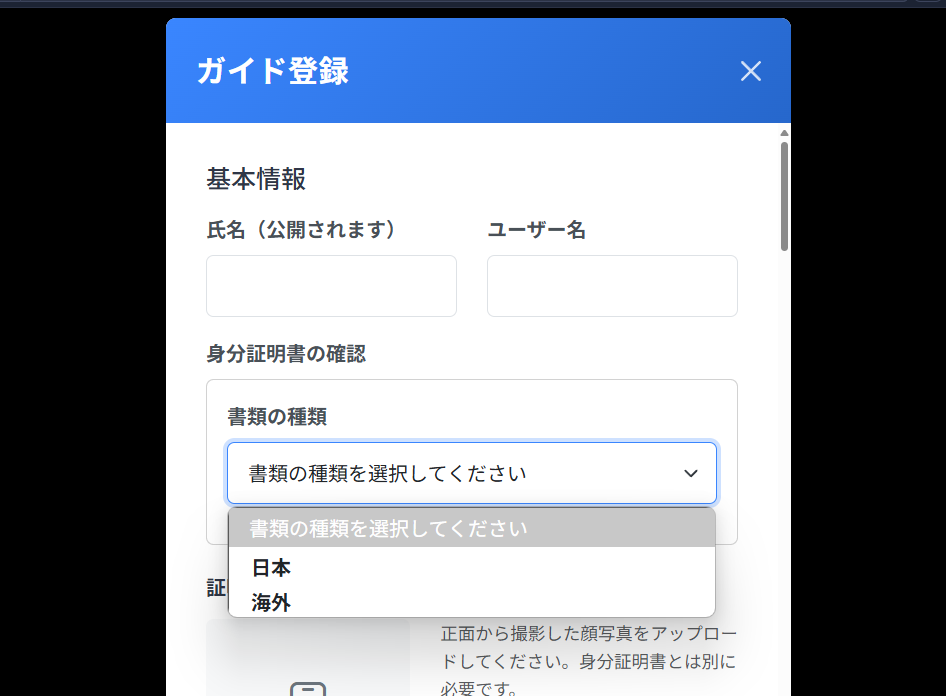 ガイド登録
基本情報
氏名（公開されます）
ユーザー名
身分証明書の確認
書類の種類
書類の種類を選択してください
書類の種類を選択してください
日本
海外
証
正面から撮影した顔写真をアップロー
ドしてください。身分証明書とは別に
必要です。